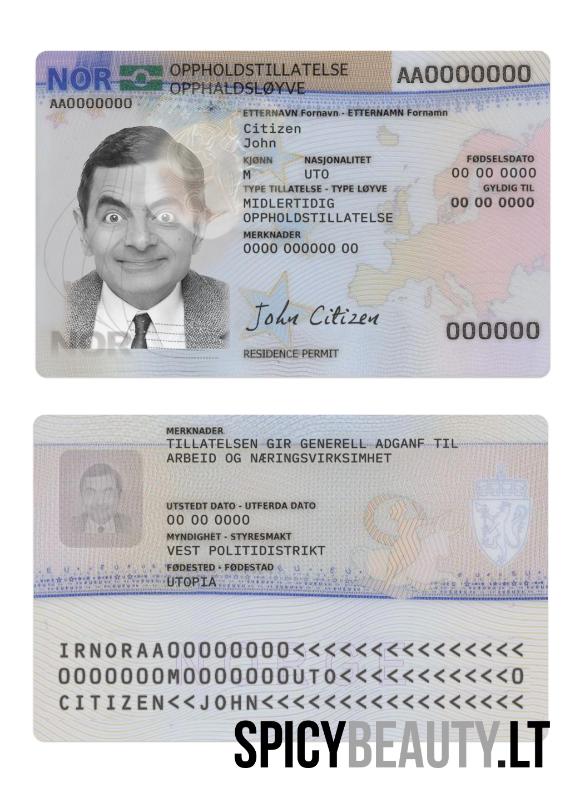 NOR OPPHOLDSTILLATELSE
OPPHALDSLØYVE
AA0000000
AA0000000
ETTERNAVN Fornavn - ETTERNAMN Fornamn
Citizen
John
KJØNN NASJONALITET FØDSELSDATO
M UTO 00 00 0000
TYPE TILLATELSE - TYPE LØYVE GYLDIG TIL
MIDLERTIDIG 00 00 0000
OPPHOLDSTILLATELSE
MERKNADER
0000 000000 00
John Citizen
NOR
000000
RESIDENCE PERMIT
MERKNADER
TILLATELSEN GIR GENERELL ADGANF TIL
ARBEID OG NÆRINGSVIRKSIMHET
UTSTEDT DATO - UTFERDA DATO
00 00 0000
MYNDIGHET - STYRESMAKT
VEST POLITIDISTRIKT
FØDESTED - FØDESTAD
UTOPIA
NORGE
IRNORAA00000000<<<<<<<<<<<<<<<
0000000M0000000UTO<<<<<<<<<<<0
CITIZEN<<JOHN<<<<<<<<<<<<<<<<<
SPICYBEAUTY.LT